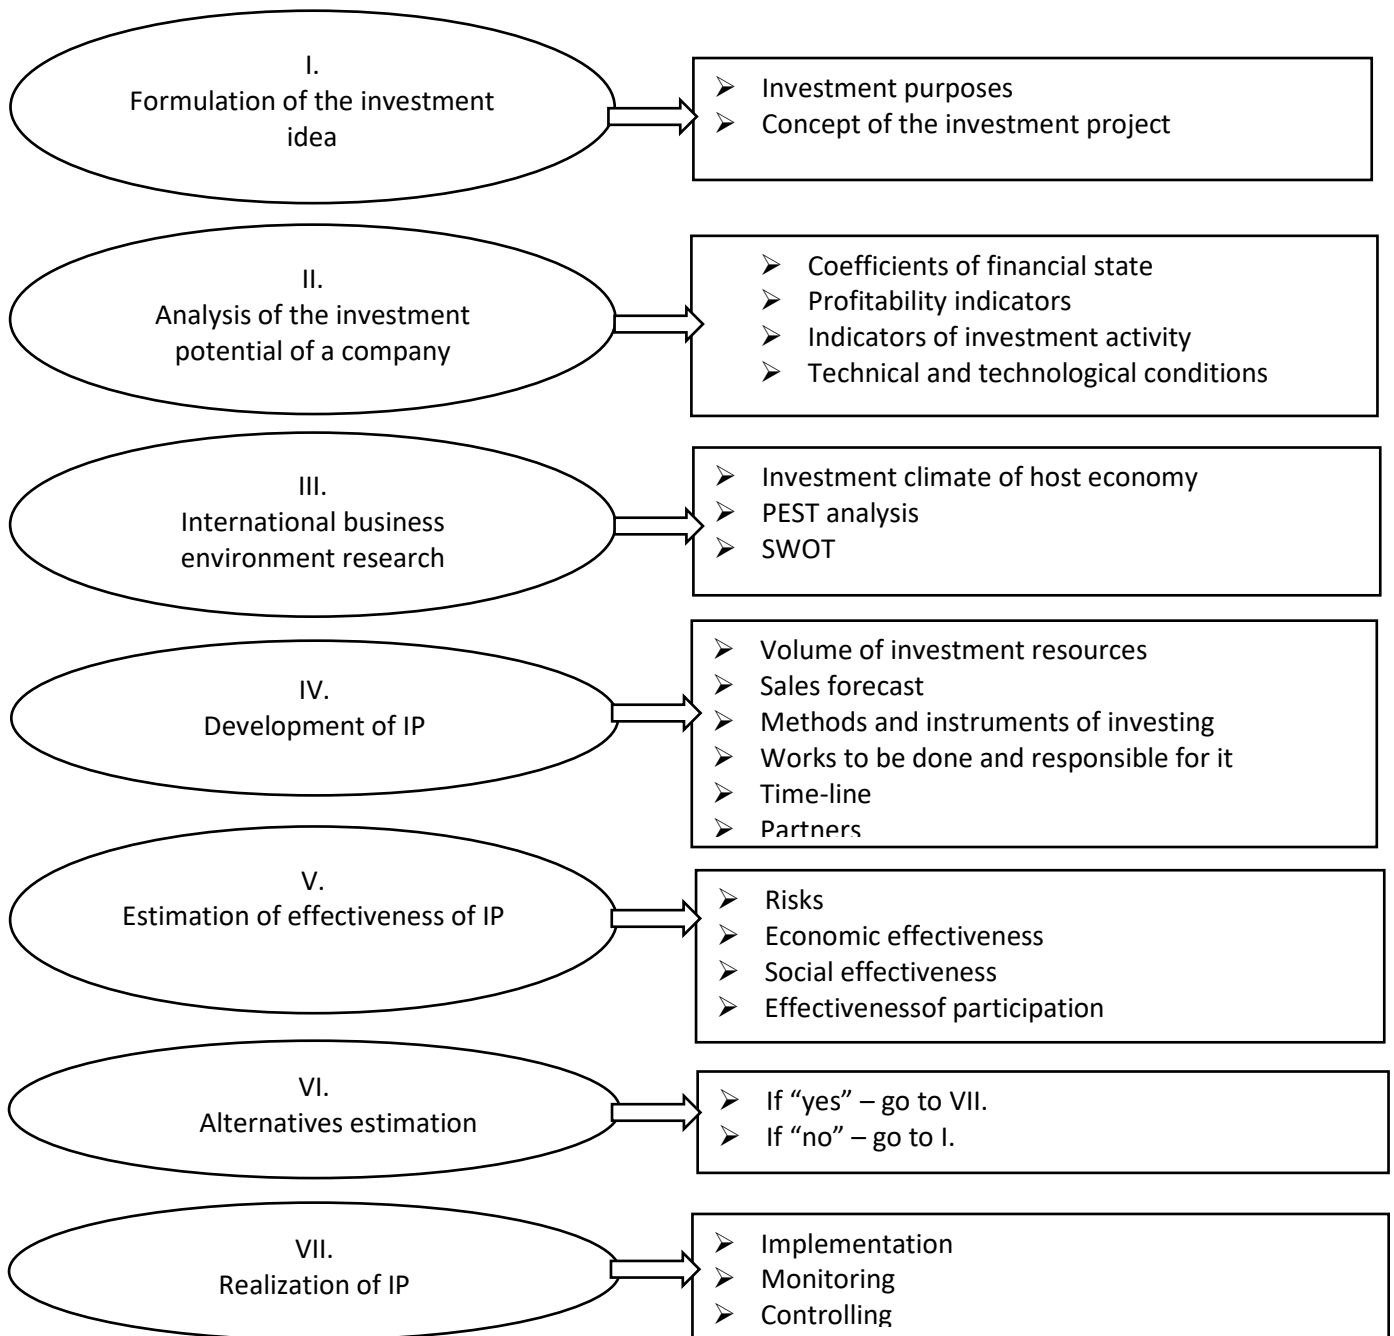 I.
Formulation of the investment
idea
➢ Investment purposes
➢ Concept of the investment project
II.
Analysis of the investment
potential of a company
➢ Coefficients of financial state
➢ Profitability indicators
➢ Indicators of investment activity
➢ Technical and technological conditions
III.
International business
environment research
➢ Investment climate of host economy
➢ PEST analysis
➢ SWOT
IV.
Development of IP
➢ Volume of investment resources
➢ Sales forecast
➢ Methods and instruments of investing
➢ Works to be done and responsible for it
➢ Time-line
➢ Partners
V.
Estimation of effectiveness of IP
➢ Risks
➢ Economic effectiveness
➢ Social effectiveness
➢ Effectivenessof participation
VI.
Alternatives estimation
➢ If “yes” – go to VII.
➢ If “no” – go to I.
VII.
Realization of IP
➢ Implementation
➢ Monitoring
➢ Controlling